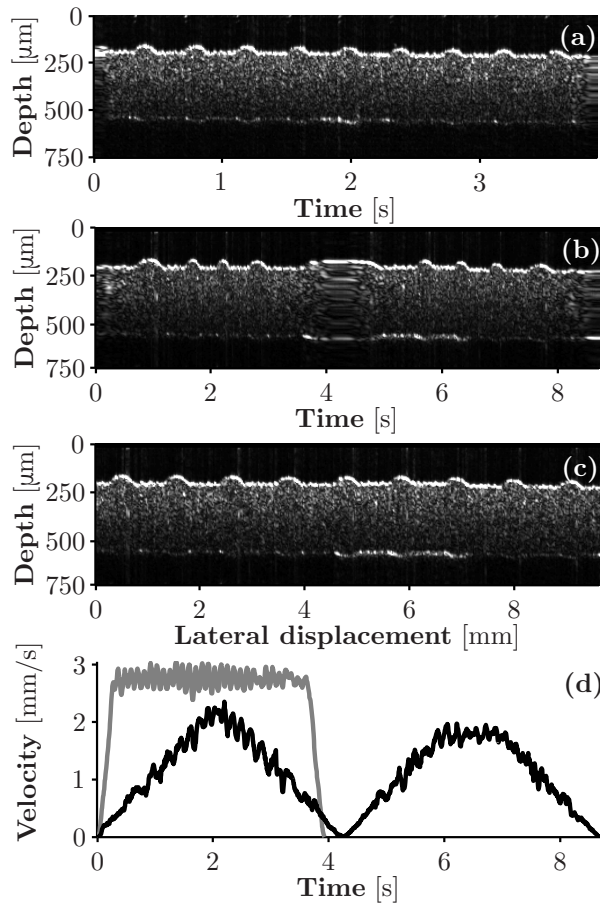 0
250
500
750
Depth [μm]
(a)
0 1 2 3
Time [s]
0
250
500
750
Depth [μm]
(b)
0 2 4 6 8
Time [s]
0
250
500
750
Depth [μm]
(c)
0 2 4 6 8
Lateral displacement [mm]
3
2
1
0
Velocity [mm/s]
(d)
0 2 4 6 8
Time [s]